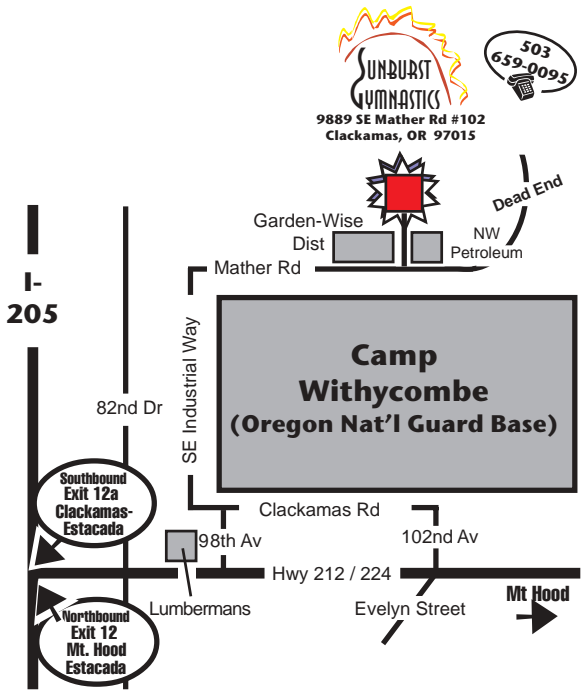 SUNBURST
GYMNASTICS
9889 SE Mather Rd #102
Clackamas, OR 97015
503
659-0095
Dead End
Garden-Wise
Dist
NW
Petroleum
Mather Rd
I-
205
Camp
Withycombe
(Oregon Nat'l Guard Base)
SE Industrial Way
82nd Dr
Southbound
Exit 12a
Clackamas-
Estacada
Clackamas Rd
98th Av
102nd Av
Hwy 212 / 224
Mt Hood
Lumbermans
Evelyn Street
Northbound
Exit 12
Mt. Hood
Estacada